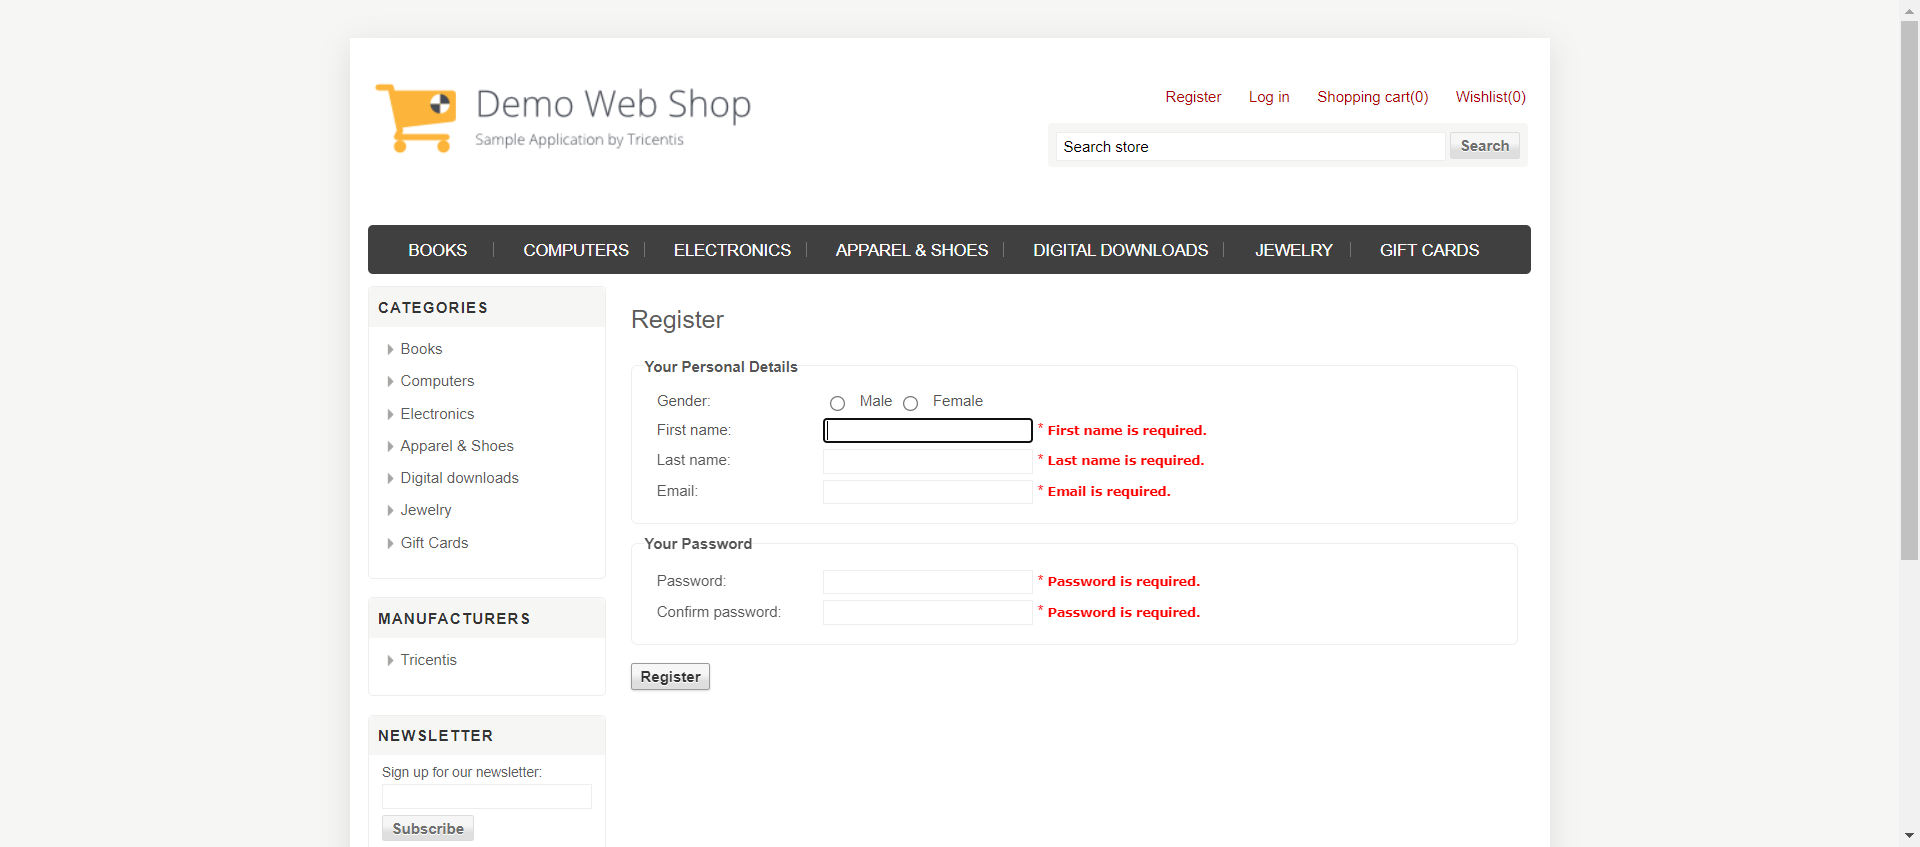 Demo Web Shop
Sample Application by Tricentis
Register Log in Shopping cart(0) Wishlist(0)
Search store Search
BOOKS COMPUTERS ELECTRONICS APPAREL & SHOES DIGITAL DOWNLOADS JEWELRY GIFT CARDS
CATEGORIES
Books
Computers
Electronics
Apparel & Shoes
Digital downloads
Jewelry
Gift Cards
MANUFACTURERS
Tricentis
NEWSLETTER
Sign up for our newsletter:
Subscribe
Register
Your Personal Details
Gender: Male Female
First name: * First name is required.
Last name: * Last name is required.
Email: * Email is required.
Your Password
Password: * Password is required.
Confirm password: * Password is required.
Register